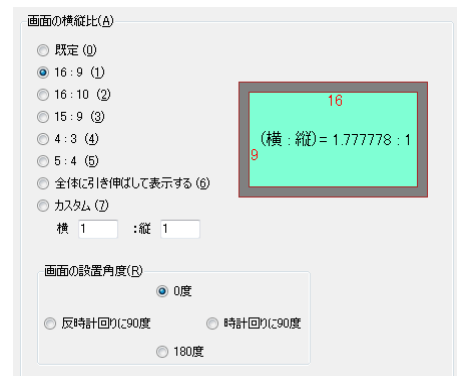 画面の横縦比(A)
既定 (0)
16 : 9 (1)
16 : 10 (2)
15 : 9 (3)
4 : 3 (4)
5 : 4 (5)
全体に引き伸ばして表示する (6)
カスタム (7)
横 1 :縦 1
16
(横 : 縦)= 1.777778 : 1
9
画面の設置角度(R)
0度
反時計回りに90度 時計回りに90度
180度